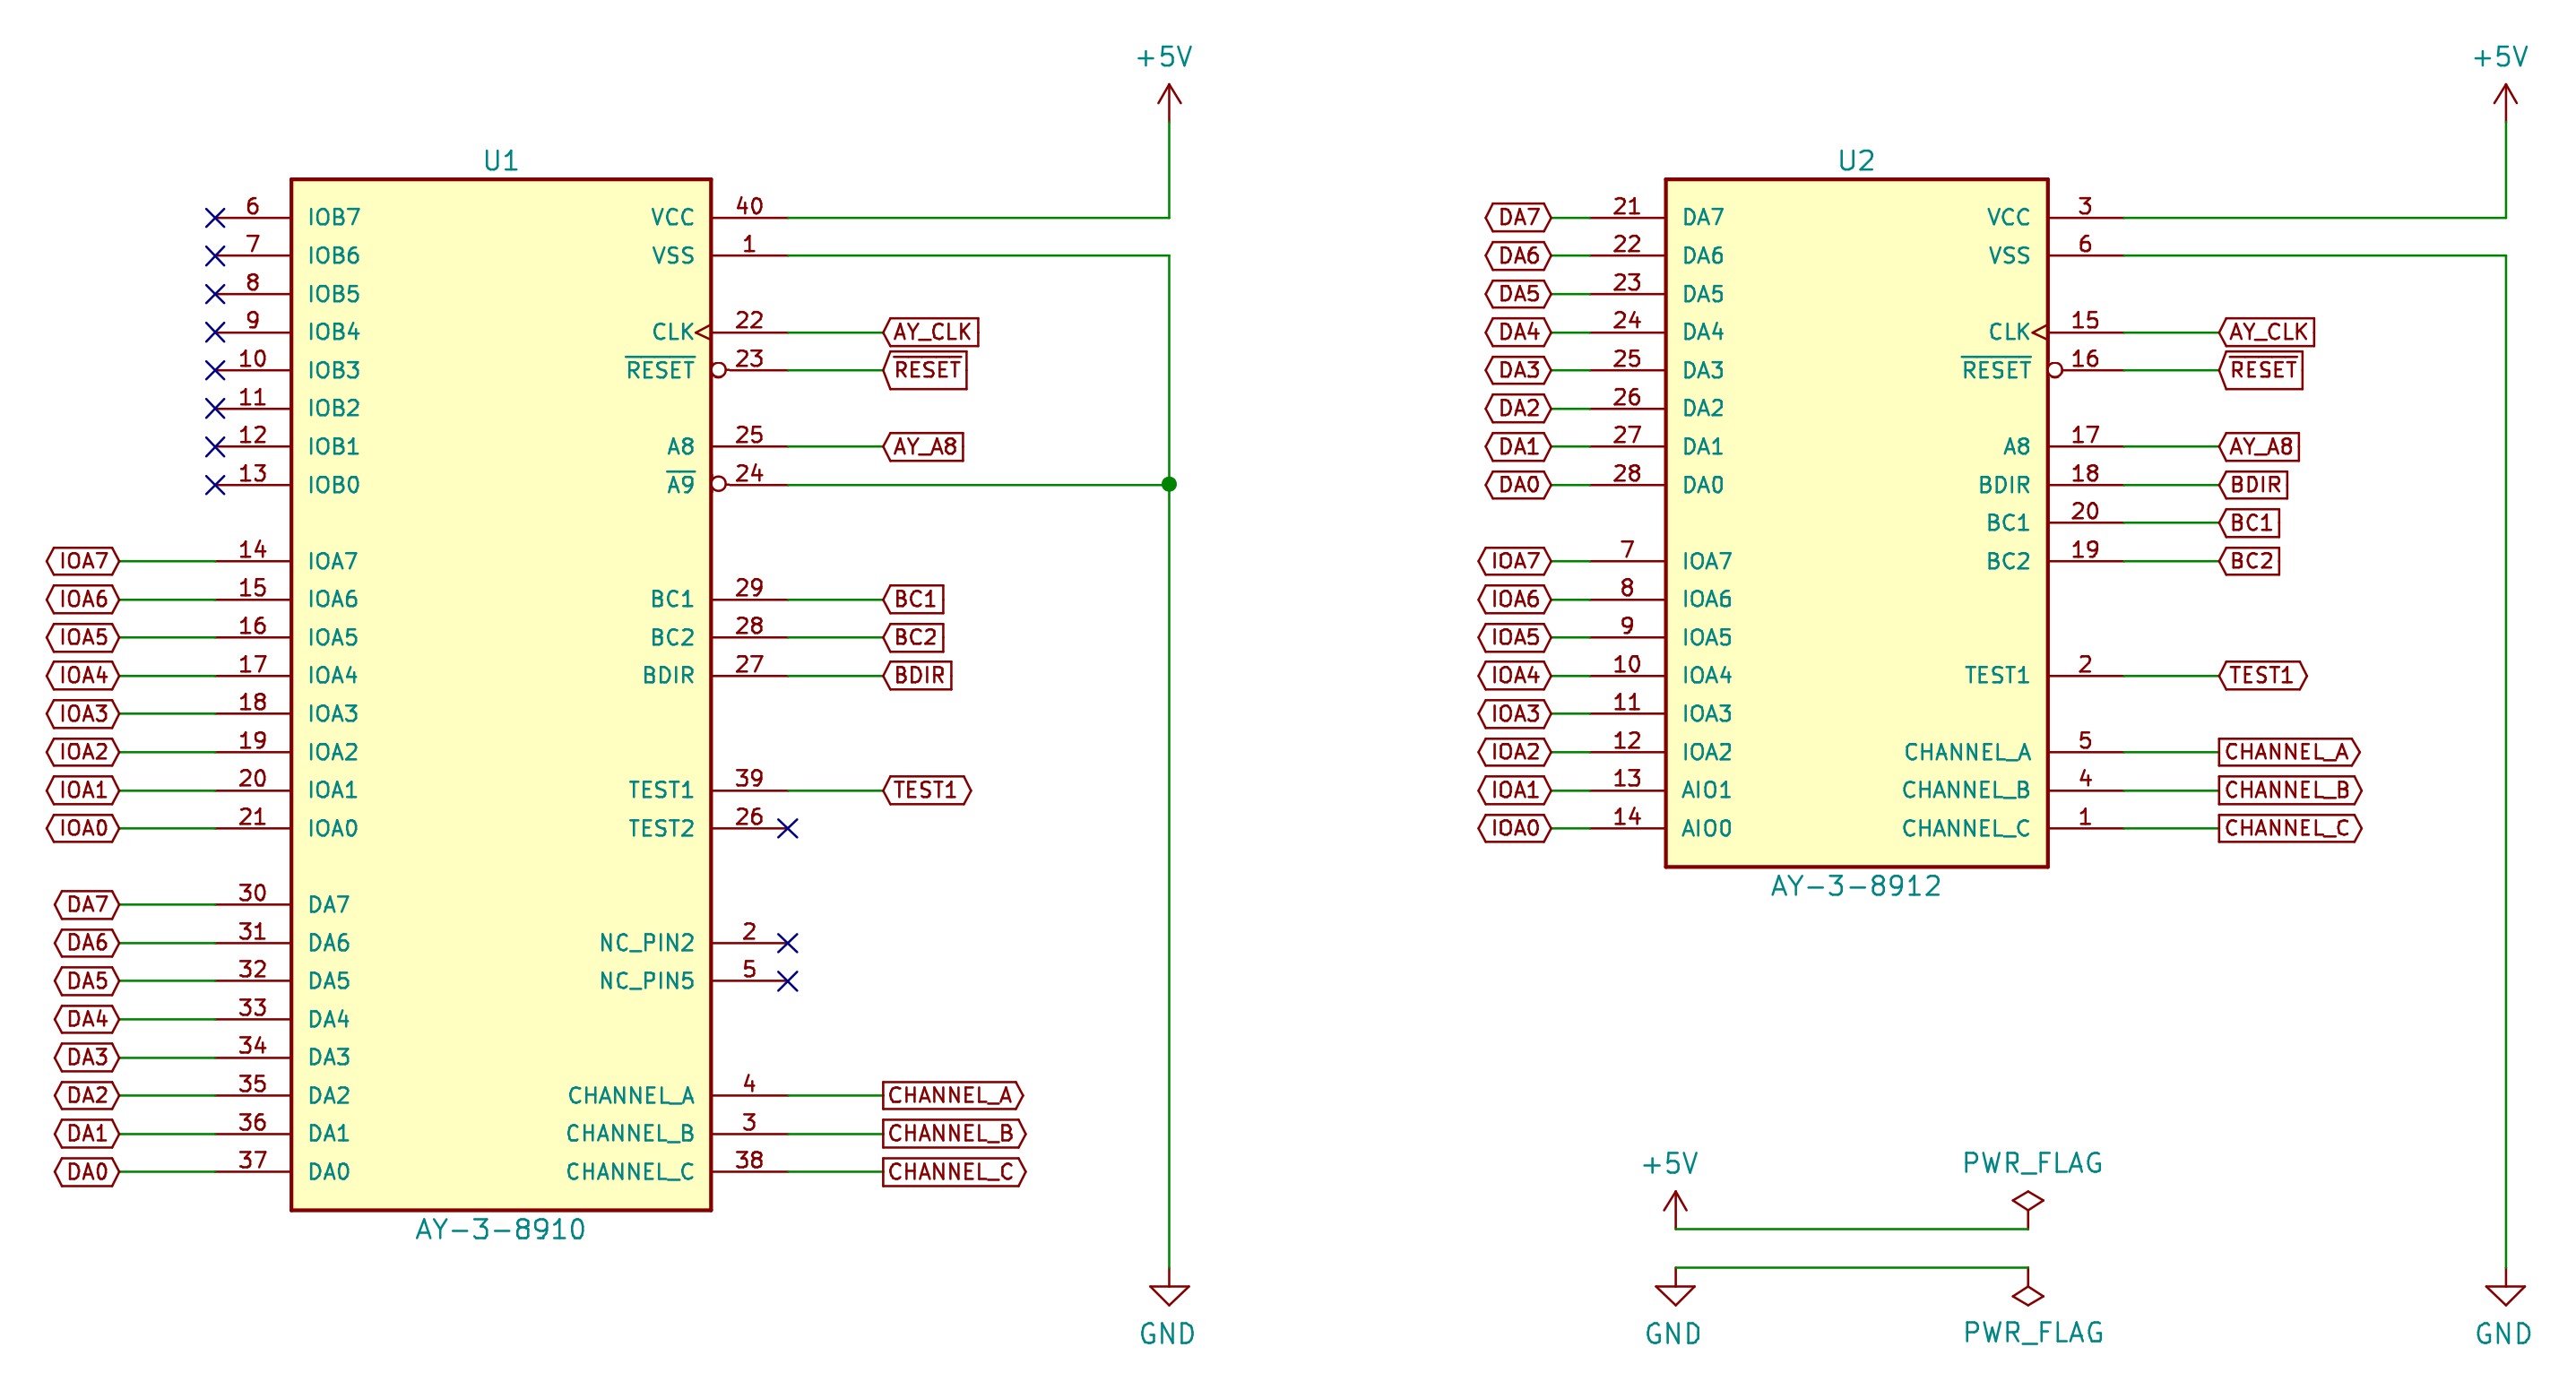 +5V
U1
6 IOB7 VCC 40
7 IOB6 VSS 1
8 IOB5
9 IOB4 CLK 22 AY_CLK
10 IOB3 RESET 23 RESET
11 IOB2
12 IOB1 A8 25 AY_A8
13 IOB0 A9 24
IOA7 14 IOA7
IOA6 15 IOA6 BC1 29 BC1
IOA5 16 IOA5 BC2 28 BC2
IOA4 17 IOA4 BDIR 27 BDIR
IOA3 18 IOA3
IOA2 19 IOA2
IOA1 20 IOA1 TEST1 39 TEST1
IOA0 21 IOA0 TEST2 26
DA7 30 DA7
DA6 31 DA6 NC_PIN2 2
DA5 32 DA5 NC_PIN5 5
DA4 33 DA4
DA3 34 DA3
DA2 35 DA2 CHANNEL_A 4 CHANNEL_A
DA1 36 DA1 CHANNEL_B 3 CHANNEL_B
DA0 37 DA0 CHANNEL_C 38 CHANNEL_C
AY-3-8910
GND
+5V
U2
DA7 21 DA7 VCC 3
DA6 22 DA6 VSS 6
DA5 23 DA5
DA4 24 DA4 CLK 15 AY_CLK
DA3 25 DA3 RESET 16 RESET
DA2 26 DA2
DA1 27 DA1 A8 17 AY_A8
DA0 28 DA0 BDIR 18 BDIR
BC1 20 BC1
IOA7 7 IOA7 BC2 19 BC2
IOA6 8 IOA6
IOA5 9 IOA5
IOA4 10 IOA4 TEST1 2 TEST1
IOA3 11 IOA3
IOA2 12 IOA2 CHANNEL_A 5 CHANNEL_A
IOA1 13 AIO1 CHANNEL_B 4 CHANNEL_B
IOA0 14 AIO0 CHANNEL_C 1 CHANNEL_C
AY-3-8912
+5V PWR_FLAG
GND PWR_FLAG
GND